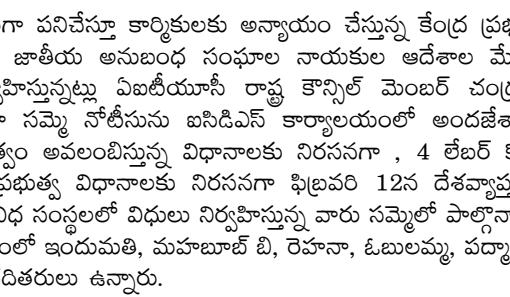 గా పనిచేస్తూ కార్మికులకు అన్యాయం చేస్తున్న కేంద్ర ప్రభ
జాతీయ అనుబంధ సంఘాల నాయకుల ఆదేశాల మే
హిస్తున్నట్లు ఏఐటీయూసీ రాష్ట్ర కౌన్సిల్ మెంబర్ చంద్ర
సమ్మె నోటీసును ఐసిడిఎస్ కార్యాలయంలో అందజేశా
త్వం అవలంబిస్తున్న విధానాలకు నిరసనగా , 4 లేబర్ క
ప్రభుత్వ విధానాలకు నిరసనగా ఫిబ్రవరి 12న దేశవ్యాప్త
విధ సంస్థలలో విధులు నిర్వహిస్తున్న వారు సమ్మెలో పాల్గొనా
ంలో ఇందుమతి, మహబూబ్ బి, రెహనా, ఓబులమ్మ, పద్మా
దితరులు ఉన్నారు.